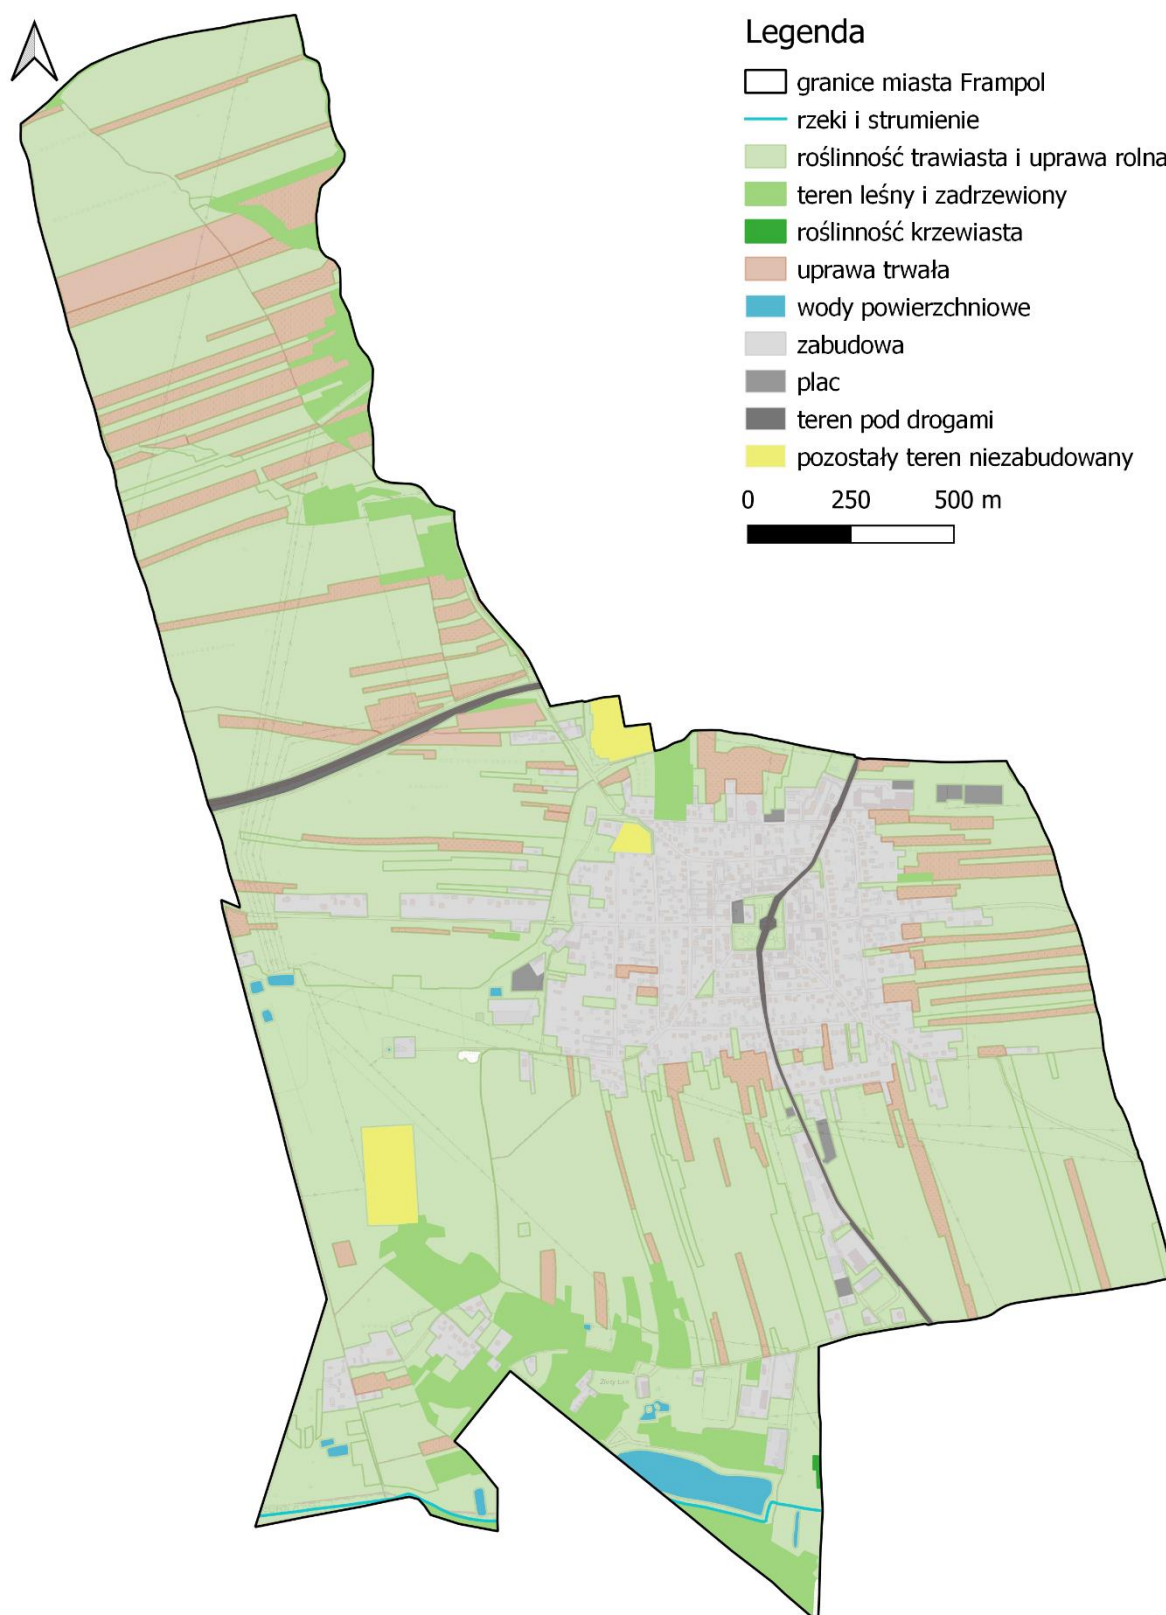 Legenda
granice miasta Frampol
rzeki i strumienie
roślinność trawiasta i uprawa rolna
teren leśny i zadrzewiony
roślinność krzewiasta
uprawa trwała
wody powierzchniowe
zabudowa
plac
teren pod drogami
pozostały teren niezabudowany
0 250 500 m